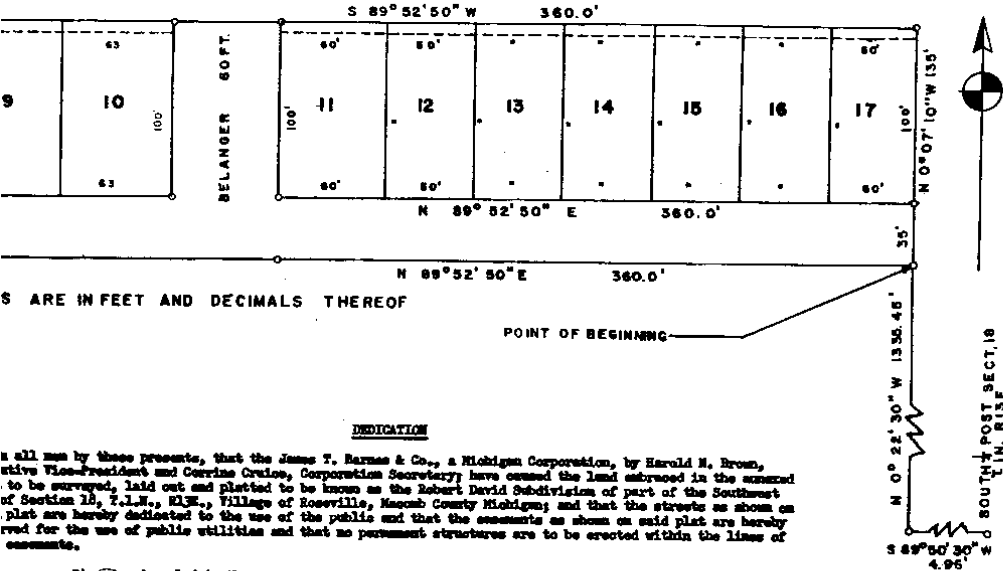 S 89° 52' 50" W 360.0'
63 60' 50' 60'
9 10 11 12 13 14 15 16 17
100' 100' 100'
BELANGER 60 FT.
N 0° 07' 10" W 135'
63 60' 50' 60'
N 89° 52' 50" E 360.0'
35'
N 89° 52' 50" E 360.0'
S ARE IN FEET AND DECIMALS THEREOF
POINT OF BEGINNING
N 0° 22' 30" W 1335.45'
SOUTH ¼ POST SECT. 18
T.1N., R13E.
S 89° 50' 30" W
4.96'
DEDICATION
all men by these presents, that the James T. Barnes & Co., a Michigan Corporation, by Harold N. Brown,
utive Vice-President and Corrine Cruice, Corporation Secretary; have caused the land embraced in the annexed
to be surveyed, laid out and platted to be known as the Robert David Subdivision of part of the Southwest
of Section 18, T.1.N., R13E., Village of Roseville, Macomb County Michigan; and that the streets as shown on
plat are hereby dedicated to the use of the public and that the easements as shown on said plat are hereby
rved for the use of public utilities and that no permanent structures are to be erected within the lines of
easements.